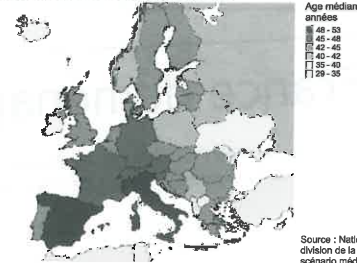 Age médian
années
48 - 53
45 - 48
42 - 45
40 - 42
35 - 40
29 - 35
Source : Nati
division de la
scénario méd